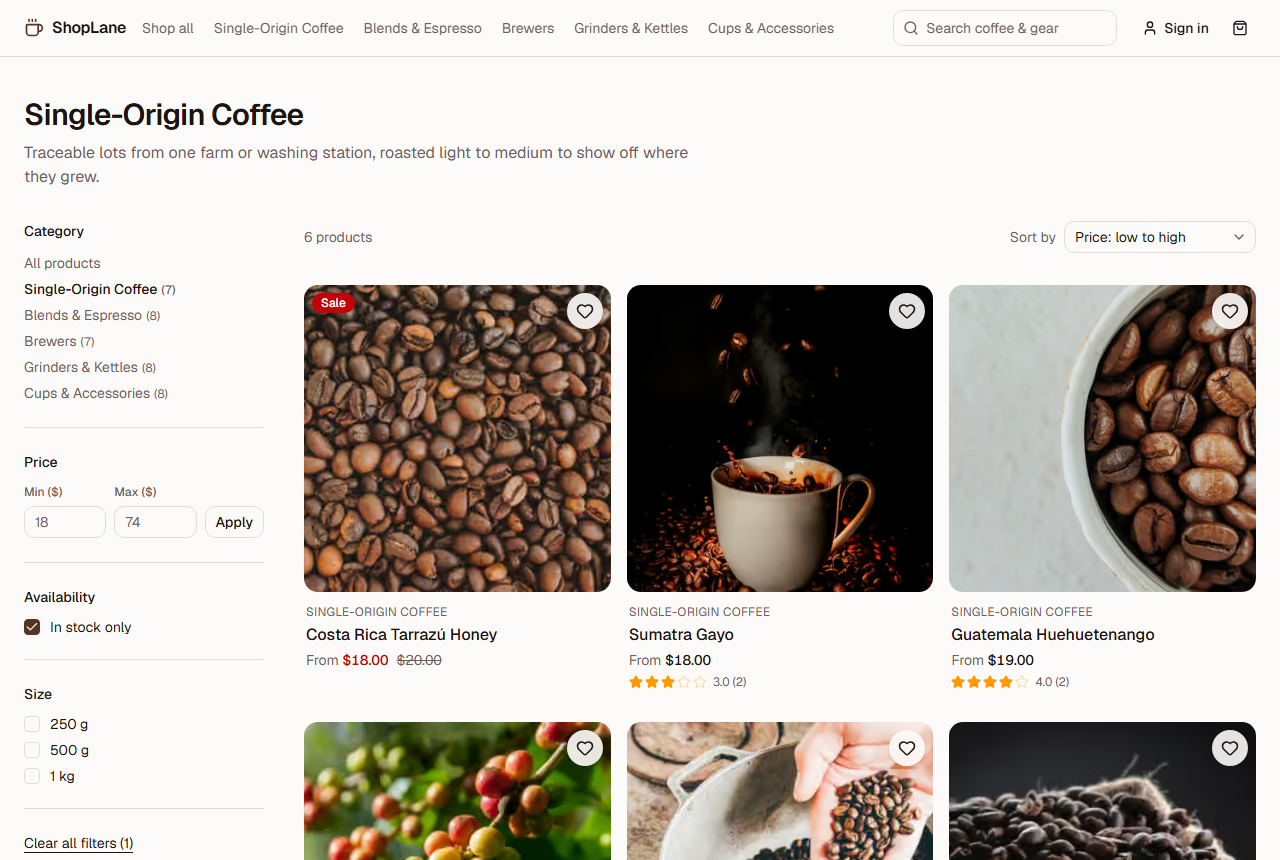 ShopLane
Shop all
Single-Origin Coffee
Blends & Espresso
Brewers
Grinders & Kettles
Cups & Accessories
Search coffee & gear
Sign in
Single-Origin Coffee
Traceable lots from one farm or washing station, roasted light to medium to show off where
they grew.
Category
All products
Single-Origin Coffee (7)
Blends & Espresso (8)
Brewers (7)
Grinders & Kettles (8)
Cups & Accessories (8)
Price
Min ($)
Max ($)
18
74
Apply
Availability
In stock only
Size
250 g
500 g
1 kg
Clear all filters (1)
6 products
Sort by
Price: low to high
Sale
SINGLE-ORIGIN COFFEE
Costa Rica Tarrazú Honey
From $18.00 $20.00
SINGLE-ORIGIN COFFEE
Sumatra Gayo
From $18.00
3.0 (2)
SINGLE-ORIGIN COFFEE
Guatemala Huehuetenango
From $19.00
4.0 (2)